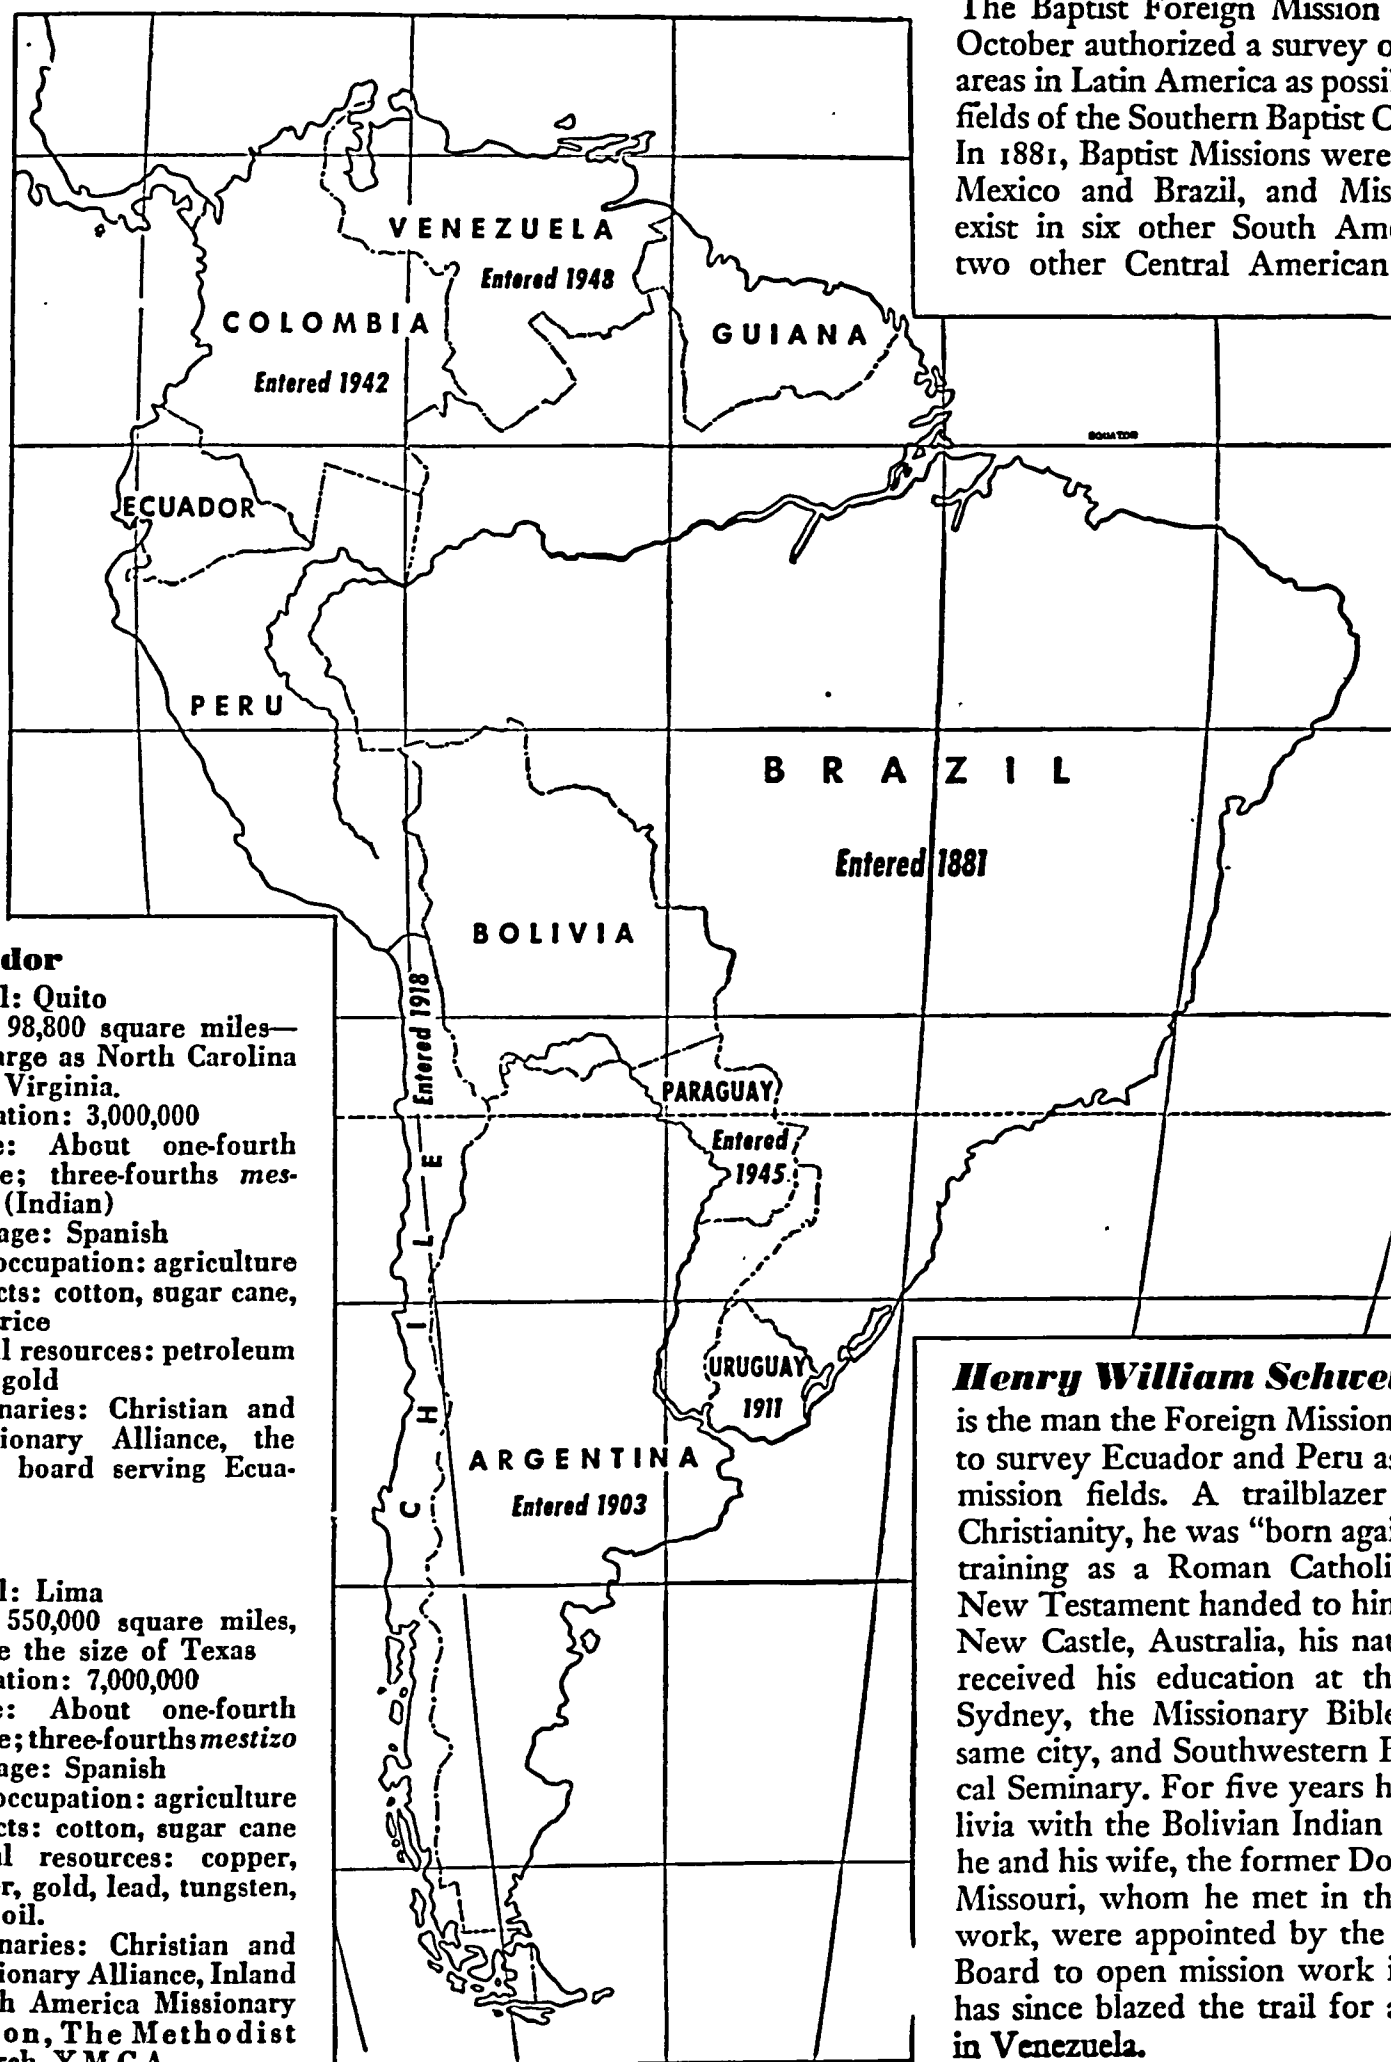 The Baptist Foreign Mission
October authorized a survey o
areas in Latin America as possi
fields of the Southern Baptist C
In 1881, Baptist Missions were
Mexico and Brazil, and Mis
exist in six other South Am
two other Central American
VENEZUELA
Entered 1948
COLOMBIA
Entered 1942
GUIANA
EQUATOR
ECUADOR
PERU
BRAZIL
Entered 1881
BOLIVIA
CHILE
Entered 1918
PARAGUAY
Entered
1945
URUGUAY
1911
ARGENTINA
Entered 1903
dor
l: Quito
98,800 square miles—
arge as North Carolina
Virginia.
ation: 3,000,000
e: About one-fourth
e; three-fourths mes-
(Indian)
age: Spanish
occupation: agriculture
cts: cotton, sugar cane,
rice
l resources: petroleum
gold
naries: Christian and
sionary Alliance, the
board serving Ecua-
l: Lima
550,000 square miles,
e the size of Texas
ation: 7,000,000
e: About one-fourth
e; three-fourths mestizo
age: Spanish
occupation: agriculture
cts: cotton, sugar cane
al resources: copper,
r, gold, lead, tungsten,
oil.
naries: Christian and
sionary Alliance, Inland
h America Missionary
on, The Methodist
rch, Y.M.C.A.
Henry William Schwe
is the man the Foreign Mission
to survey Ecuador and Peru as
mission fields. A trailblazer
Christianity, he was "born agai
training as a Roman Catholi
New Testament handed to him
New Castle, Australia, his nat
received his education at th
Sydney, the Missionary Bible
same city, and Southwestern B
cal Seminary. For five years h
livia with the Bolivian Indian
he and his wife, the former Do
Missouri, whom he met in th
work, were appointed by the
Board to open mission work i
has since blazed the trail for a
in Venezuela.